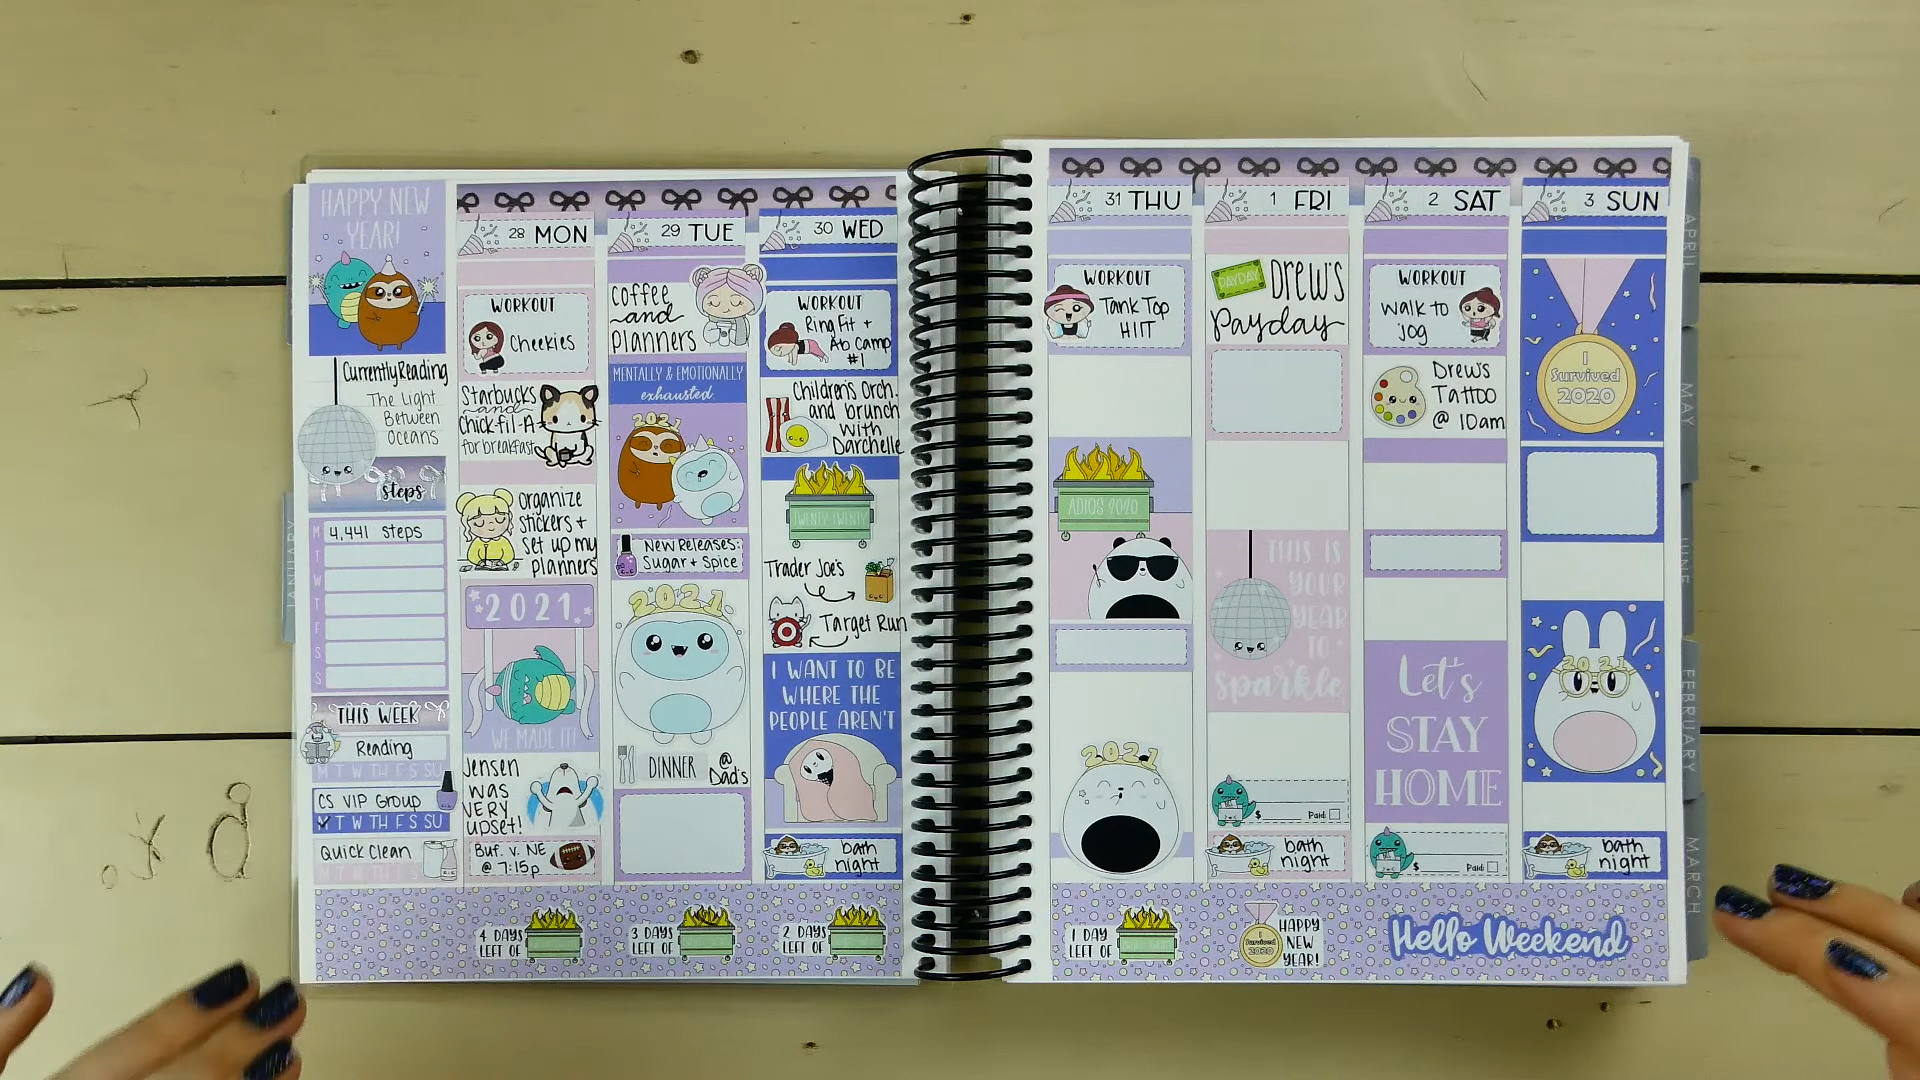 HAPPY NEW
YEAR!
Currently Reading
The Light
Between
Oceans
steps
M 4,441 steps
T
W
T
F
S
S
THIS WEEK
Reading
M T W TH F S SU
CS VIP Group
M T W TH F S SU
Quick Clean
M T W TH F S SU
28 MON
WORKOUT
Cheekies
Starbucks
and
Chick-fil-A
for breakfast
Organize
stickers +
set up my
planners
2021
WE MADE IT!
Jensen
was
VERY
upset!
Buf. v. NE
@ 7:15p
4 DAYS
LEFT OF
29 TUE
coffee
and
planners
MENTALLY & EMOTIONALLY
exhausted
2021
New Releases:
Sugar + Spice
2021
DINNER @
Dad's
3 DAYS
LEFT OF
30 WED
WORKOUT
Ring Fit +
Ab Camp
#1
Children's Orch.
and brunch
with
Darchelle
TWENTY TWENTY
Trader Joe's
Target Run
I WANT TO BE
WHERE THE
PEOPLE AREN'T
bath
night
2 DAYS
LEFT OF
31 THU
WORKOUT
Tank Top
HIIT
ADIOS 2020
2021
1 DAY
LEFT OF
1 FRI
PAYDAY
Drew's
Payday
THIS IS
YOUR
YEAR
TO
sparkle
$ Paid:
bath
night
I
Survived
2020
HAPPY
NEW
YEAR!
2 SAT
WORKOUT
walk to
jog
Drew's
Tattoo
@ 10am
Let's
STAY
HOME
$ Paid:
Hello Weekend
3 SUN
I
Survived
2020
2021
bath
night
JANUARY
APRIL
MAY
JUNE
FEBRUARY
MARCH